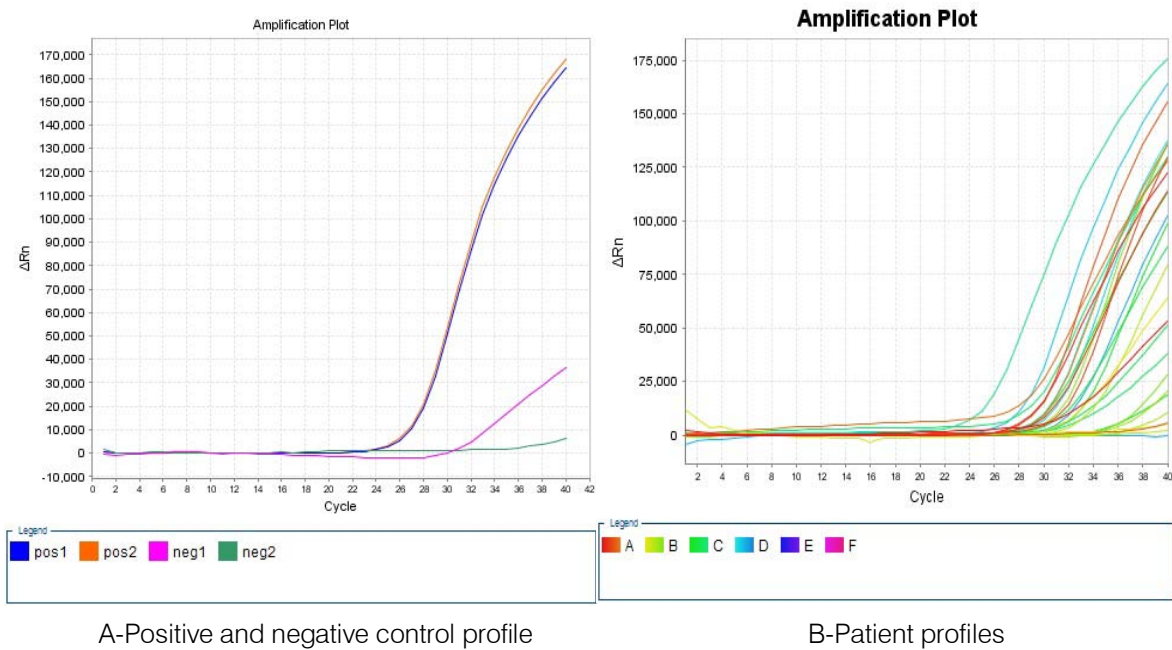 Amplification Plot
170,000
160,000
150,000
140,000
130,000
120,000
110,000
100,000
90,000
80,000
70,000
60,000
50,000
40,000
30,000
20,000
10,000
0
-10,000
ΔRn
0 2 4 6 8 10 12 14 16 18 20 22 24 26 28 30 32 34 36 38 40 42
Cycle
Legend
pos1 pos2 neg1 neg2
A-Positive and negative control profile
Amplification Plot
175,000
150,000
125,000
100,000
75,000
50,000
25,000
0
ΔRn
2 4 6 8 10 12 14 16 18 20 22 24 26 28 30 32 34 36 38 40
Cycle
Legend
A B C D E F
B-Patient profiles